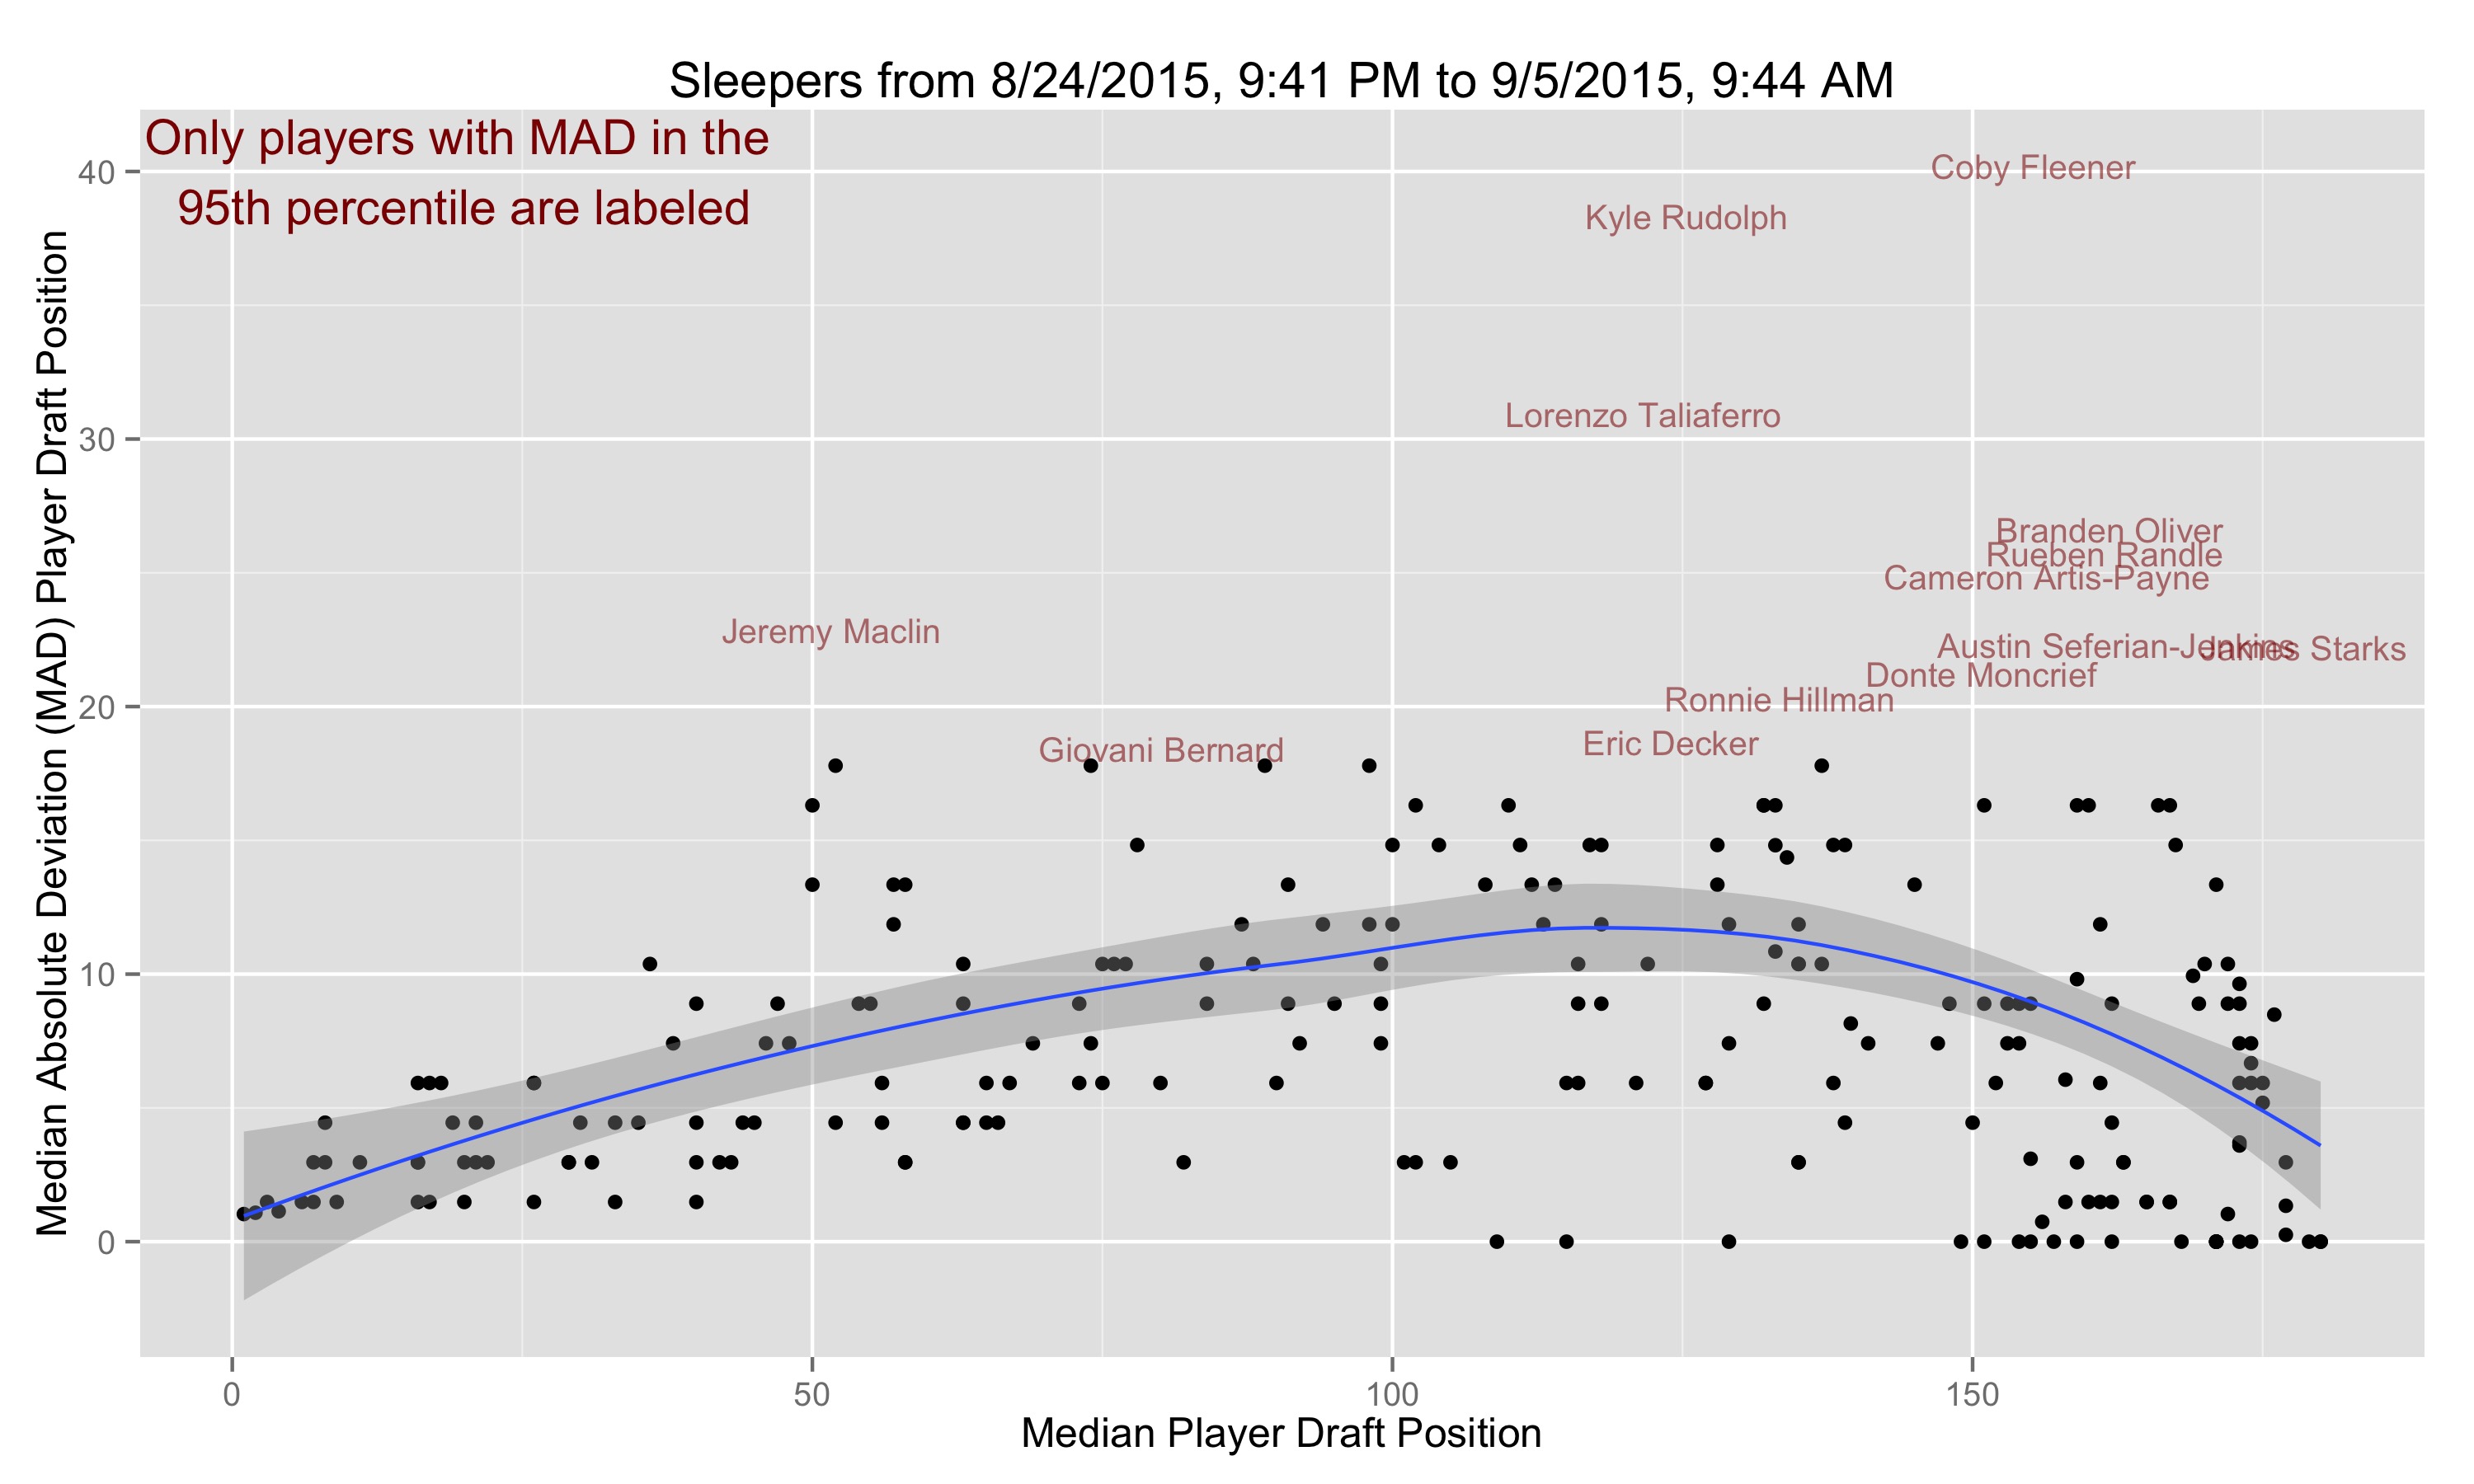 Sleepers from 8/24/2015, 9:41 PM to 9/5/2015, 9:44 AM
Only players with MAD in the
95th percentile are labeled
Median Absolute Deviation (MAD) Player Draft Position
40
30
20
10
0
Coby Fleener
Kyle Rudolph
Lorenzo Taliaferro
Branden Oliver
Rueben Randle
Cameron Artis-Payne
Jeremy Maclin
Austin Seferian-Jenkins
James Starks
Donte Moncrief
Ronnie Hillman
Eric Decker
Giovani Bernard
0
50
100
150
Median Player Draft Position